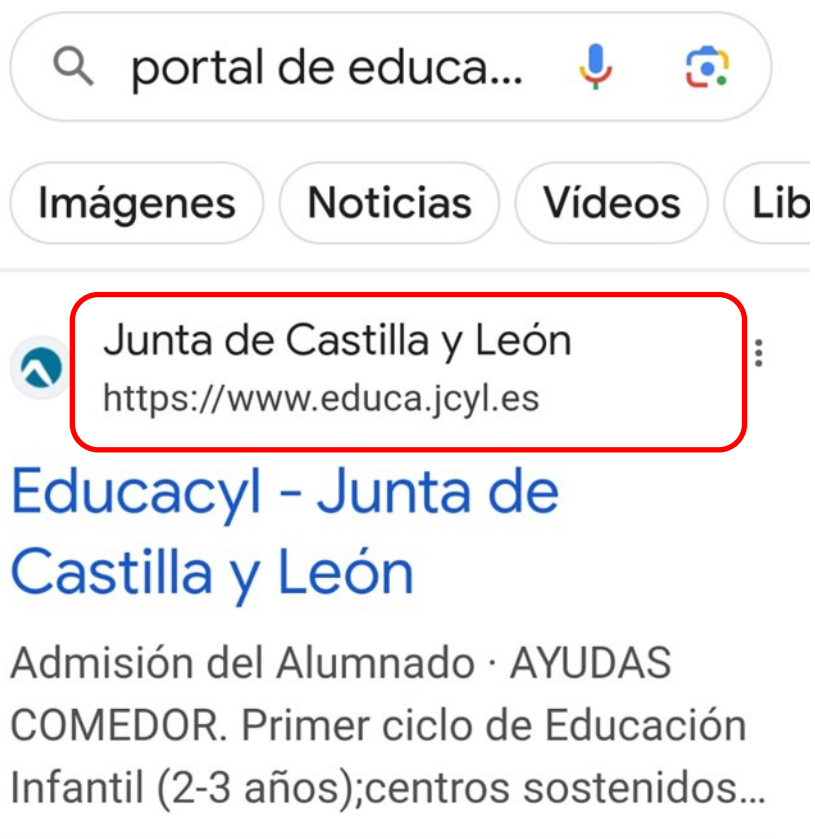 portal de educa...
Imágenes Noticias Vídeos Lib
Junta de Castilla y León
https://www.educa.jcyl.es
Educacyl - Junta de
Castilla y León
Admisión del Alumnado · AYUDAS
COMEDOR. Primer ciclo de Educación
Infantil (2-3 años);centros sostenidos...